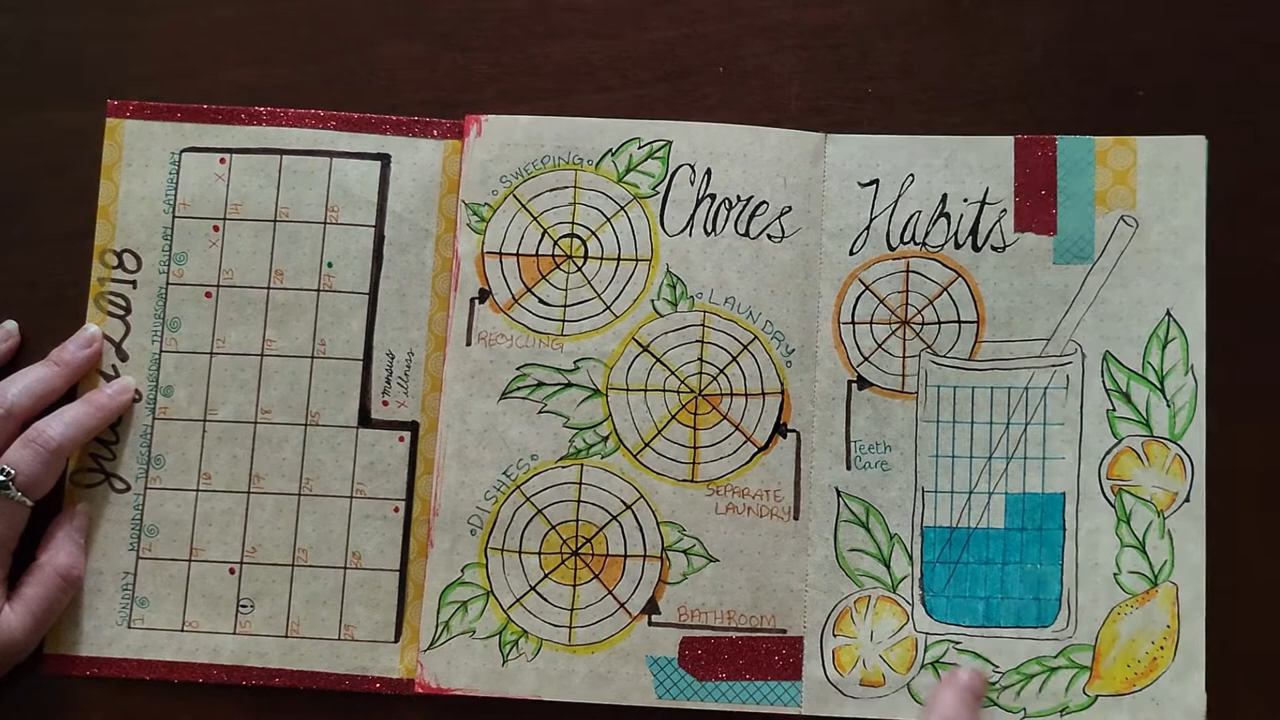 July 2018
SUNDAY MONDAY TUESDAY WEDNESDAY THURSDAY FRIDAY SATURDAY
1 2 3 4 5 6 7
8 9 10 11 12 13 14
15 16 17 18 19 20 21
22 23 24 25 26 27 28
29 30 31
menses
x illness
Chores
SWEEPING
RECYCLING
LAUNDRY
SEPARATE
LAUNDRY
DISHES
BATHROOM
Habits
Teeth
Care